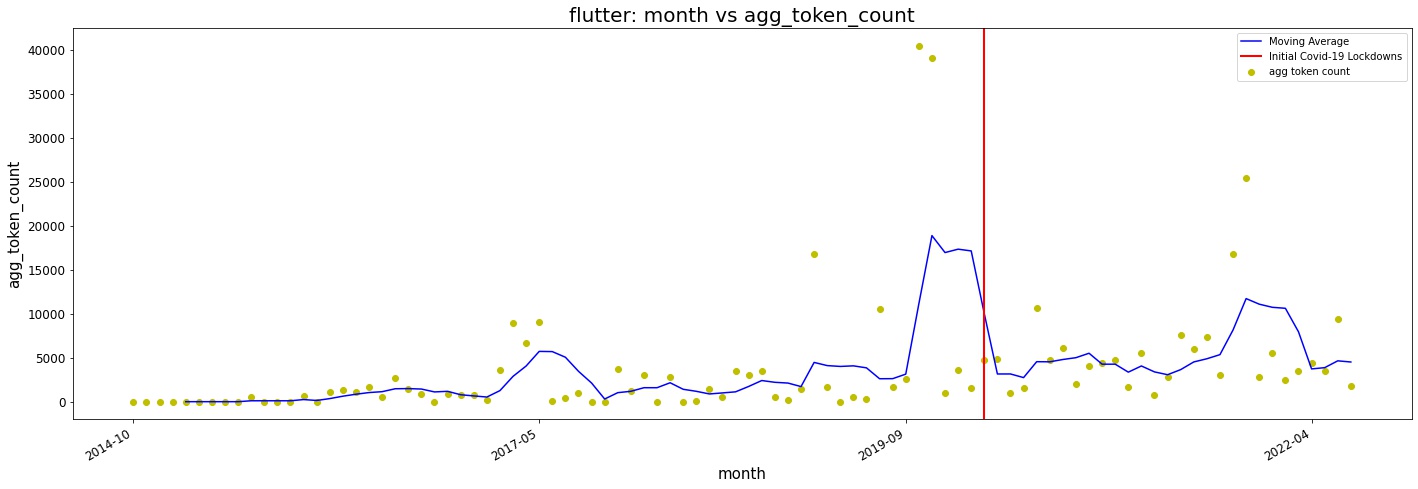 flutter: month vs agg_token_count
Moving Average
Initial Covid-19 Lockdowns
agg token count
agg_token_count
40000
35000
30000
25000
20000
15000
10000
5000
0
2014-10
2017-05
2019-09
2022-04
month